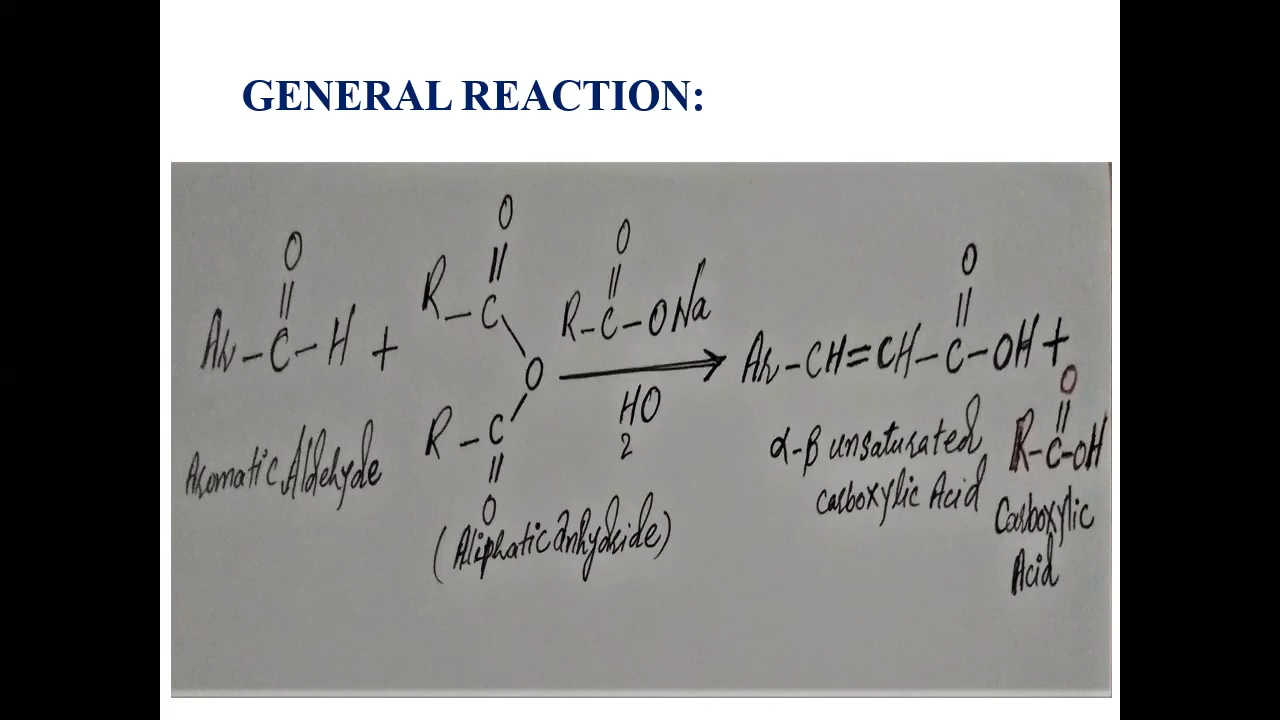 GENERAL REACTION:
O
Ar-C-H +
Aromatic Aldehyde
O
R-C
O
R-C
O
(Aliphatic anhydride)
O
R-C-ONa
HO
2
O
Ar-CH=CH-C-OH+
α-β unsaturated
carboxylic Acid
O
R-C-OH
Carboxylic
Acid